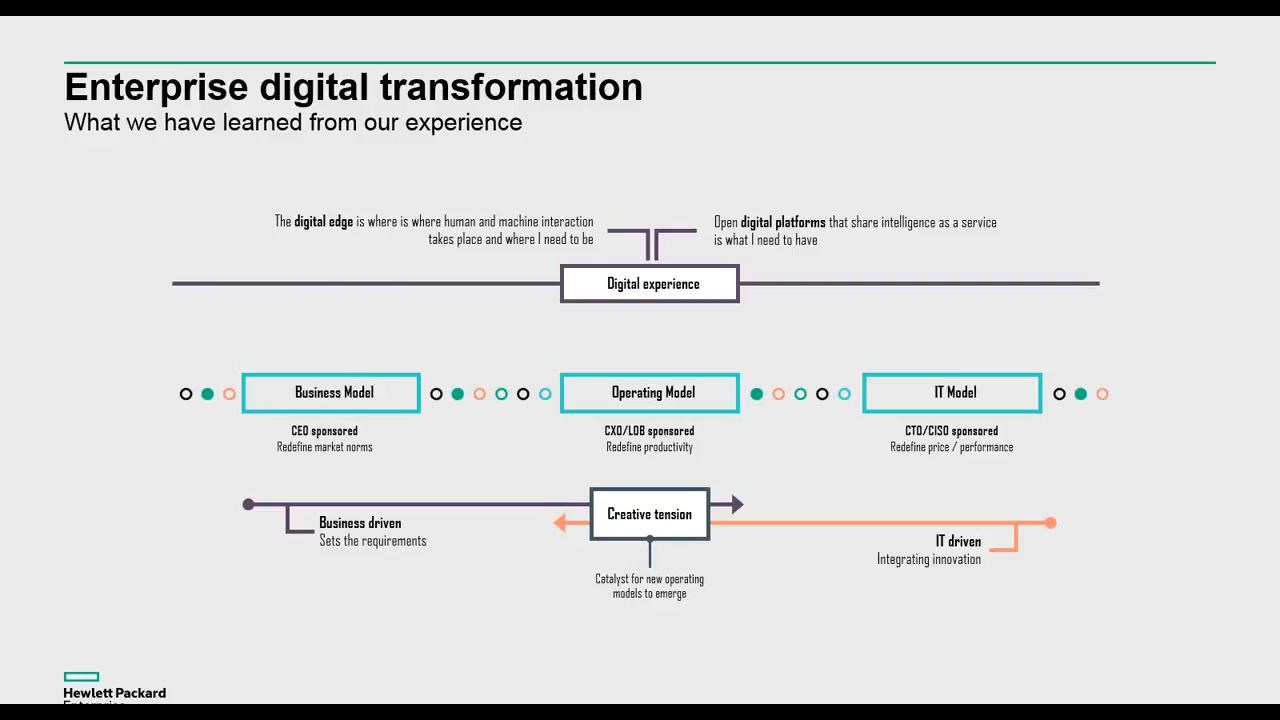 Enterprise digital transformation
What we have learned from our experience
The digital edge is where is where human and machine interaction
takes place and where I need to be
Open digital platforms that share intelligence as a service
is what I need to have
Digital experience
Business Model
Operating Model
IT Model
CEO sponsored
Redefine market norms
CXO/LOB sponsored
Redefine productivity
CTO/CISO sponsored
Redefine price / performance
Creative tension
Business driven
Sets the requirements
IT driven
Integrating innovation
Catalyst for new operating
models to emerge
Hewlett Packard
Enterprise